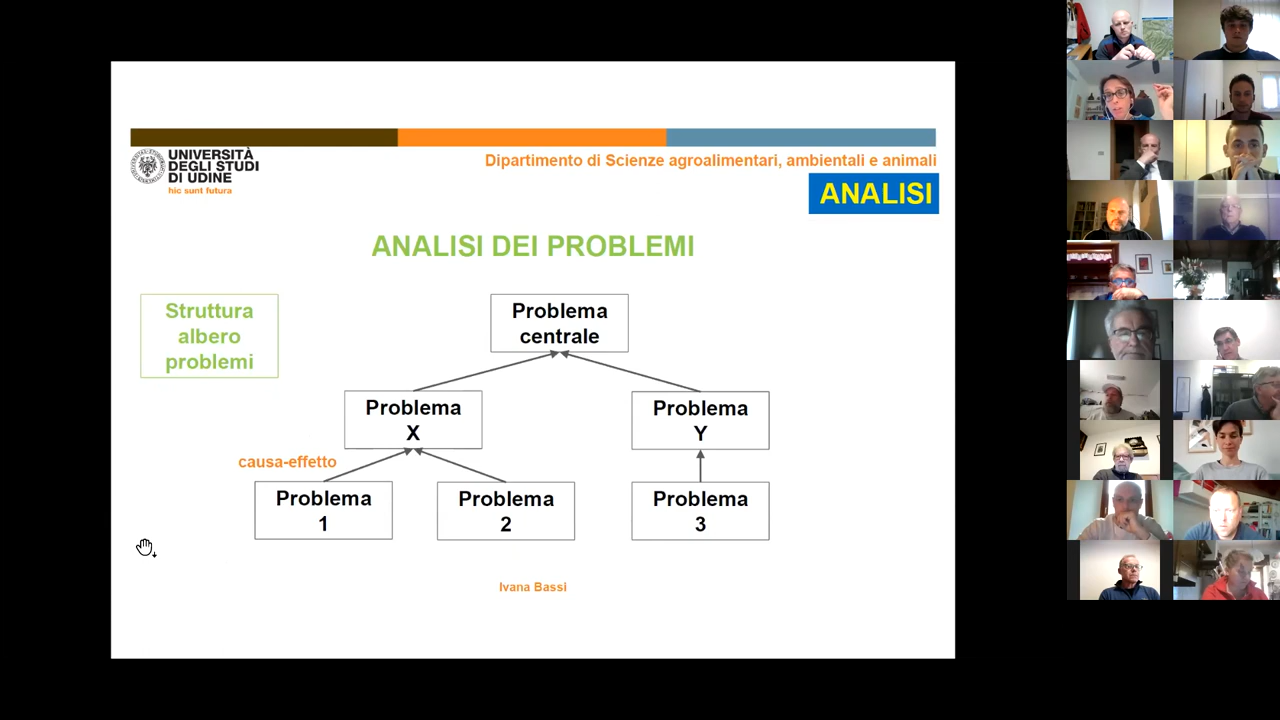 UNIVERSITÀ
DEGLI STUDI
DI UDINE
hic sunt futura
Dipartimento di Scienze agroalimentari, ambientali e animali
ANALISI
ANALISI DEI PROBLEMI
Struttura
albero
problemi
Problema
centrale
Problema
X
Problema
Y
causa-effetto
Problema
1
Problema
2
Problema
3
Ivana Bassi